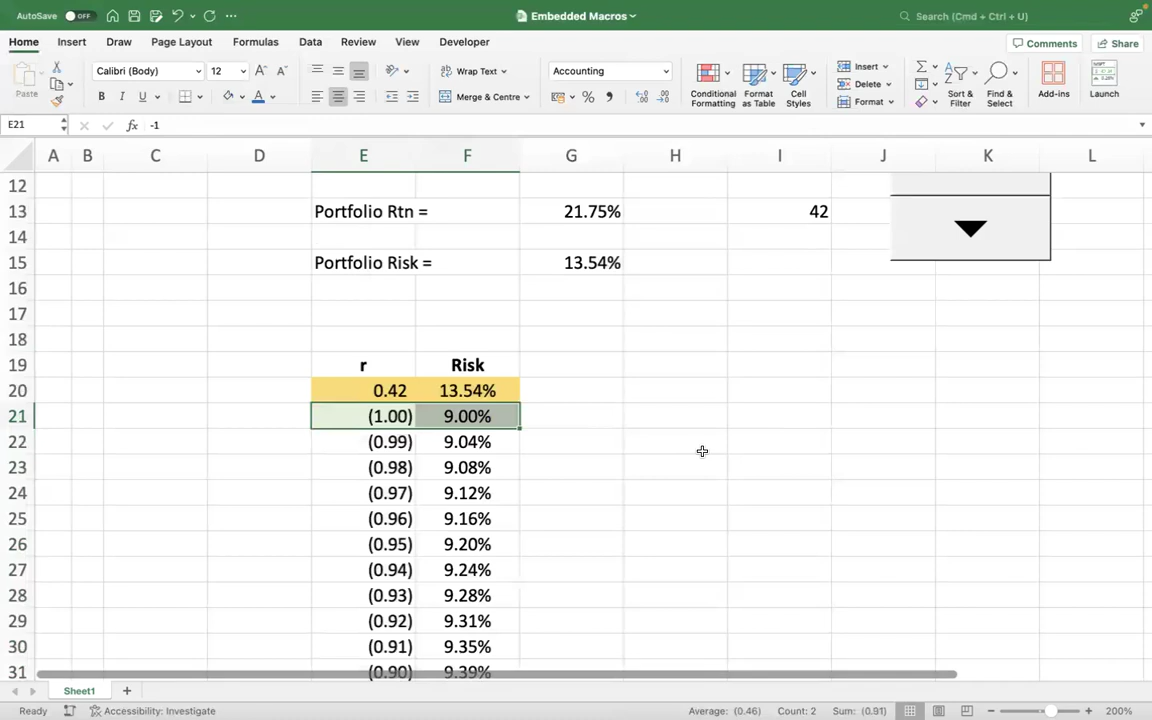 AutoSave OFF Embedded Macros Search (Cmd + Ctrl + U)
Home Insert Draw Page Layout Formulas Data Review View Developer Comments Share
Paste Calibri (Body) 12 A A Wrap Text Accounting Conditional Formatting Format as Table Cell Styles Insert Sort & Filter Find & Select Add-ins Launch
Delete
B I U A Merge & Centre % Format
E21 fx -1
A B C D E F G H I J K L
12
13 Portfolio Rtn = 21.75% 42
14
15 Portfolio Risk = 13.54%
16
17
18
19 r Risk
20 0.42 13.54%
21 (1.00) 9.00%
22 (0.99) 9.04%
23 (0.98) 9.08%
24 (0.97) 9.12%
25 (0.96) 9.16%
26 (0.95) 9.20%
27 (0.94) 9.24%
28 (0.93) 9.28%
29 (0.92) 9.31%
30 (0.91) 9.35%
31 (0.90) 9.39%
Sheet1
Ready Accessibility: Investigate Average: (0.46) Count: 2 Sum: (0.91) 200%